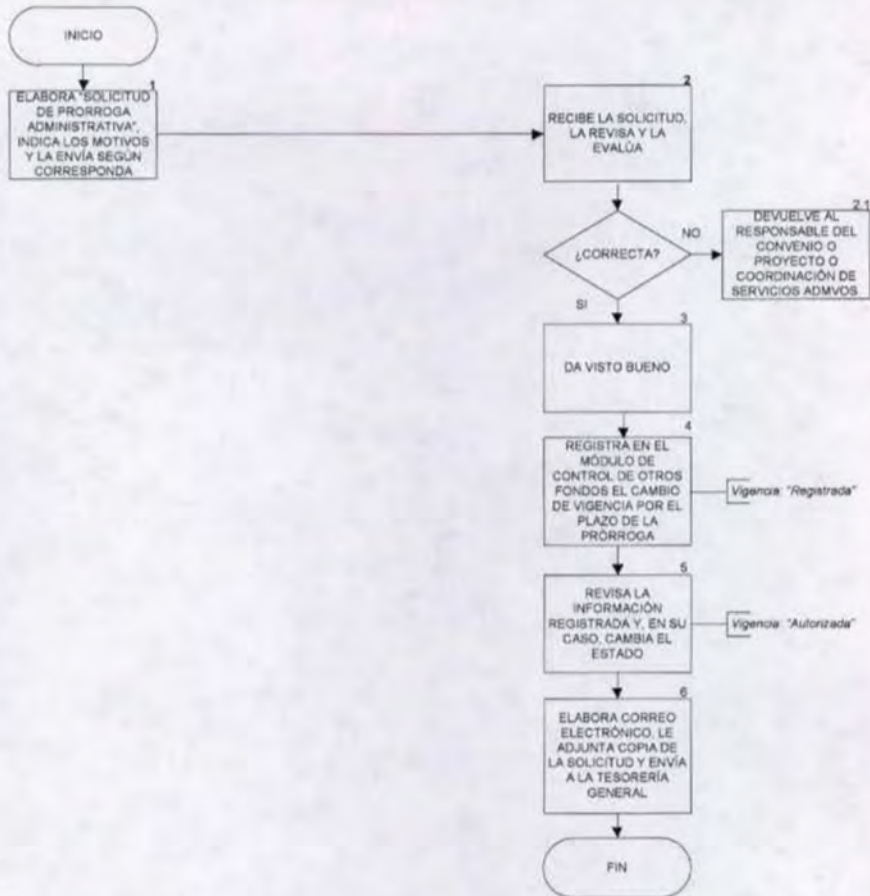 INICIO
1
ELABORA "SOLICITUD
DE PRORROGA
ADMINISTRATIVA",
INDICA LOS MOTIVOS
Y LA ENVÍA SEGÚN
CORRESPONDA
2
RECIBE LA SOLICITUD,
LA REVISA Y LA
EVALÚA
¿CORRECTA?
NO
SI
2.1
DEVUELVE AL
RESPONSABLE DEL
CONVENIO O
PROYECTO O
COORDINACIÓN DE
SERVICIOS ADMVOS
3
DA VISTO BUENO
4
REGISTRA EN EL
MÓDULO DE
CONTROL DE OTROS
FONDOS EL CAMBIO
DE VIGENCIA POR EL
PLAZO DE LA
PRÓRROGA
Vigencia: "Registrada"
5
REVISA LA
INFORMACIÓN
REGISTRADA Y, EN SU
CASO, CAMBIA EL
ESTADO
Vigencia: "Autorizada"
6
ELABORA CORREO
ELECTRÓNICO, LE
ADJUNTA COPIA DE
LA SOLICITUD Y ENVÍA
A LA TESORERÍA
GENERAL
FIN